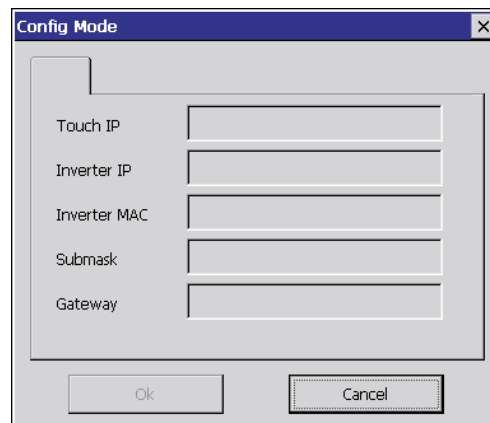 Config Mode
Touch IP
Inverter IP
Inverter MAC
Submask
Gateway
Ok
Cancel